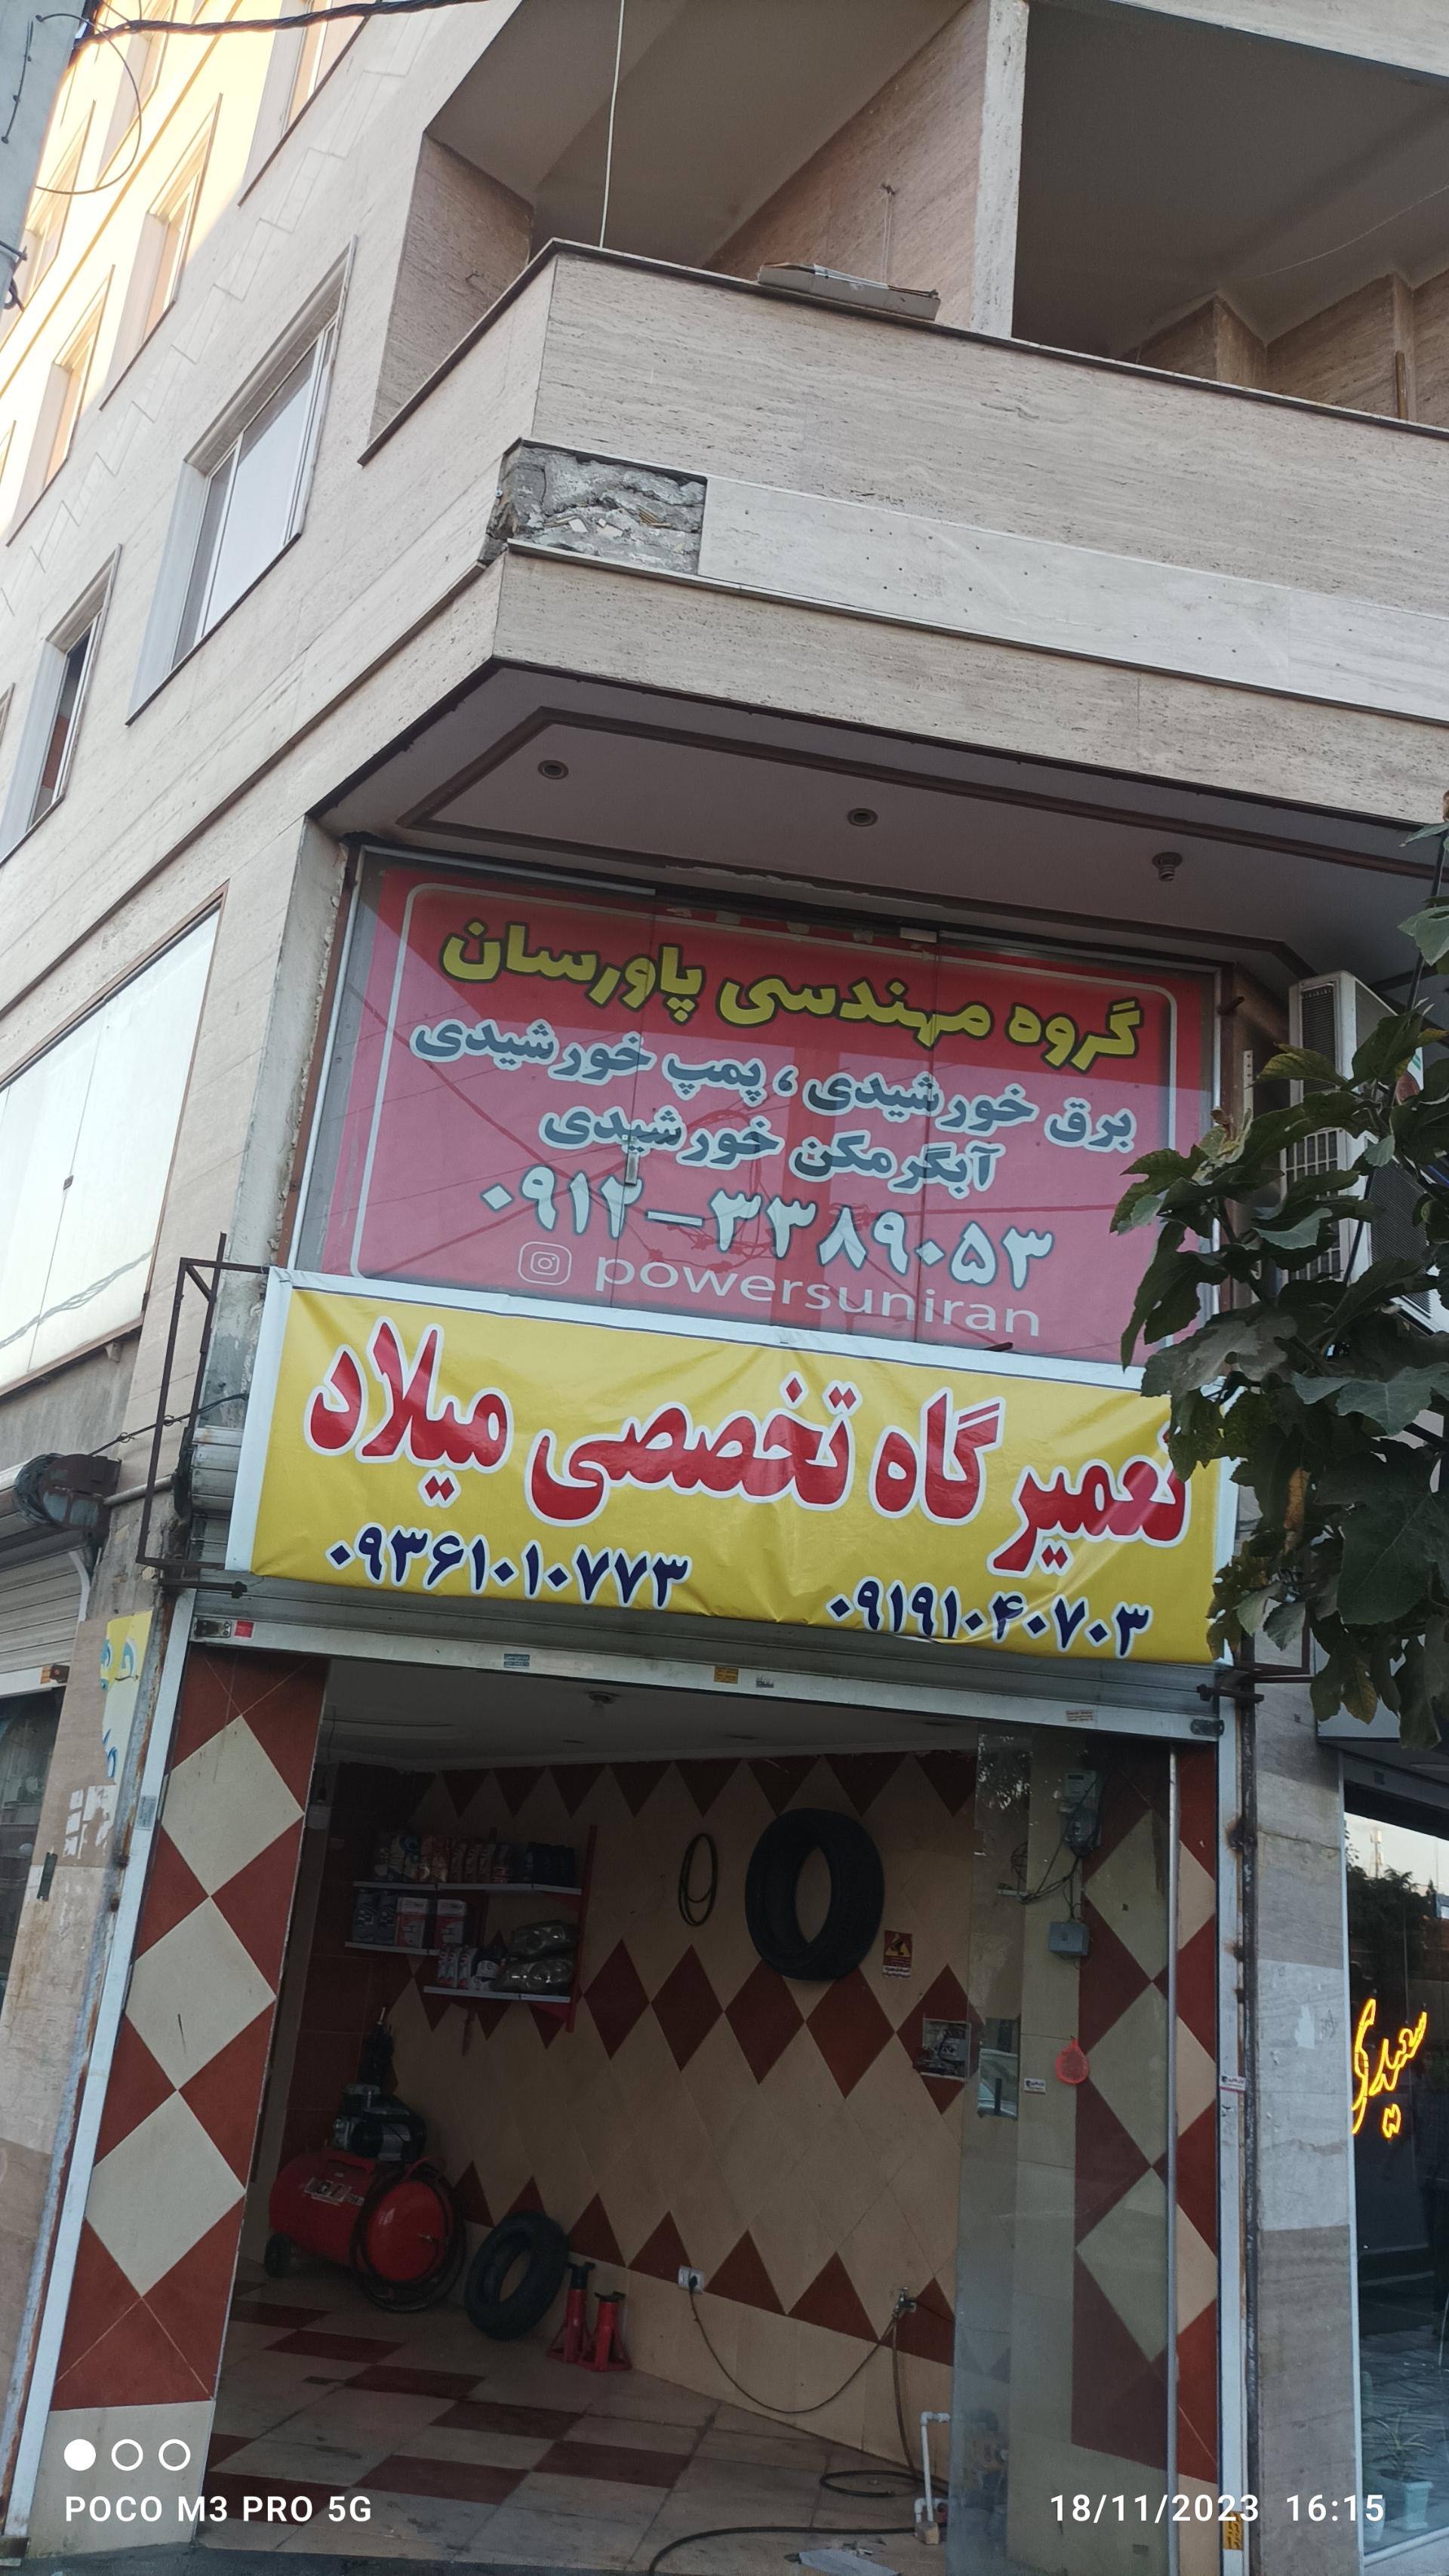 گروه مهندسی پاورسان
برق خورشیدی ، پمپ خورشیدی
آبگرمکن خورشیدی
۰۹۱۲-۳۳۸۹۰۵۳
powersuniran
تعمیرگاه تخصصی میلاد
۰۹۳۶۱۰۱۰۷۷۳
۰۹۱۹۱۰۴۰۷۰۳
POCO M3 PRO 5G
18/11/2023 16:15